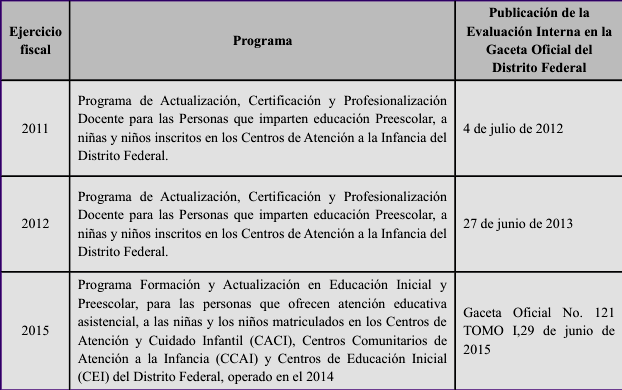 Ejercicio
fiscal
Programa
Publicación de la
Evaluación Interna en la
Gaceta Oficial del
Distrito Federal
2011
Programa de Actualización, Certificación y Profesionalización
Docente para las Personas que imparten educación Preescolar, a
niñas y niños inscritos en los Centros de Atención a la Infancia del
Distrito Federal.
4 de julio de 2012
2012
Programa de Actualización, Certificación y Profesionalización
Docente para las Personas que imparten educación Preescolar, a
niñas y niños inscritos en los Centros de Atención a la Infancia del
Distrito Federal.
27 de junio de 2013
2015
Programa Formación y Actualización en Educación Inicial y
Preescolar, para las personas que ofrecen atención educativa
asistencial, a las niñas y los niños matriculados en los Centros de
Atención y Cuidado Infantil (CACI), Centros Comunitarios de
Atención a la Infancia (CCAI) y Centros de Educación Inicial
(CEI) del Distrito Federal, operado en el 2014
Gaceta Oficial No. 121
TOMO I,29 de junio de
2015